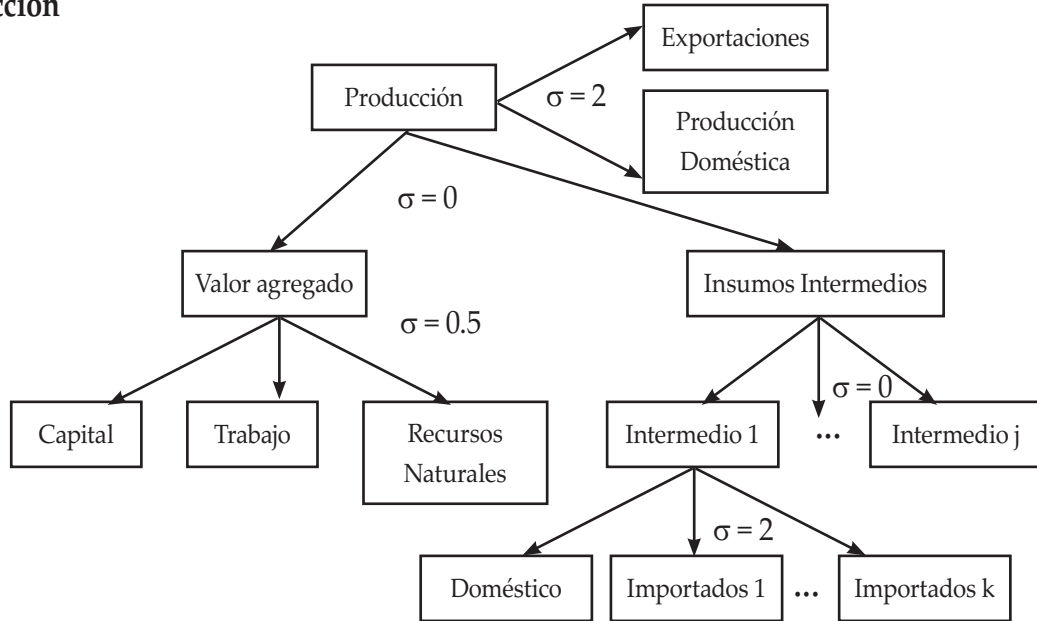 cción
Exportaciones
Producción
σ = 2
Producción
Doméstica
σ = 0
Valor agregado
Insumos Intermedios
σ = 0.5
σ = 0
Capital
Trabajo
Recursos
Naturales
Intermedio 1
...
Intermedio j
σ = 2
Doméstico
Importados 1
...
Importados k